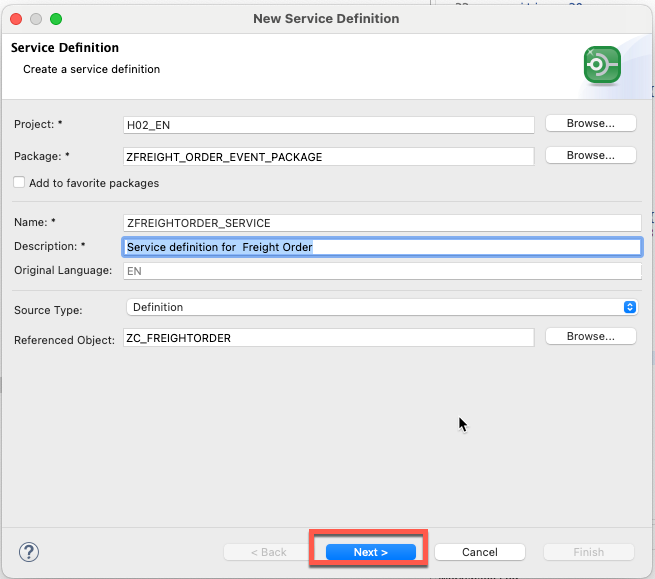 New Service Definition
Service Definition
Create a service definition
Project: * H02_EN Browse...
Package: * ZFREIGHT_ORDER_EVENT_PACKAGE Browse...
Add to favorite packages
Name: * ZFREIGHTORDER_SERVICE
Description: * Service definition for  Freight Order
Original Language: EN
Source Type: Definition
Referenced Object: ZC_FREIGHTORDER Browse...
? < Back Next > Cancel Finish